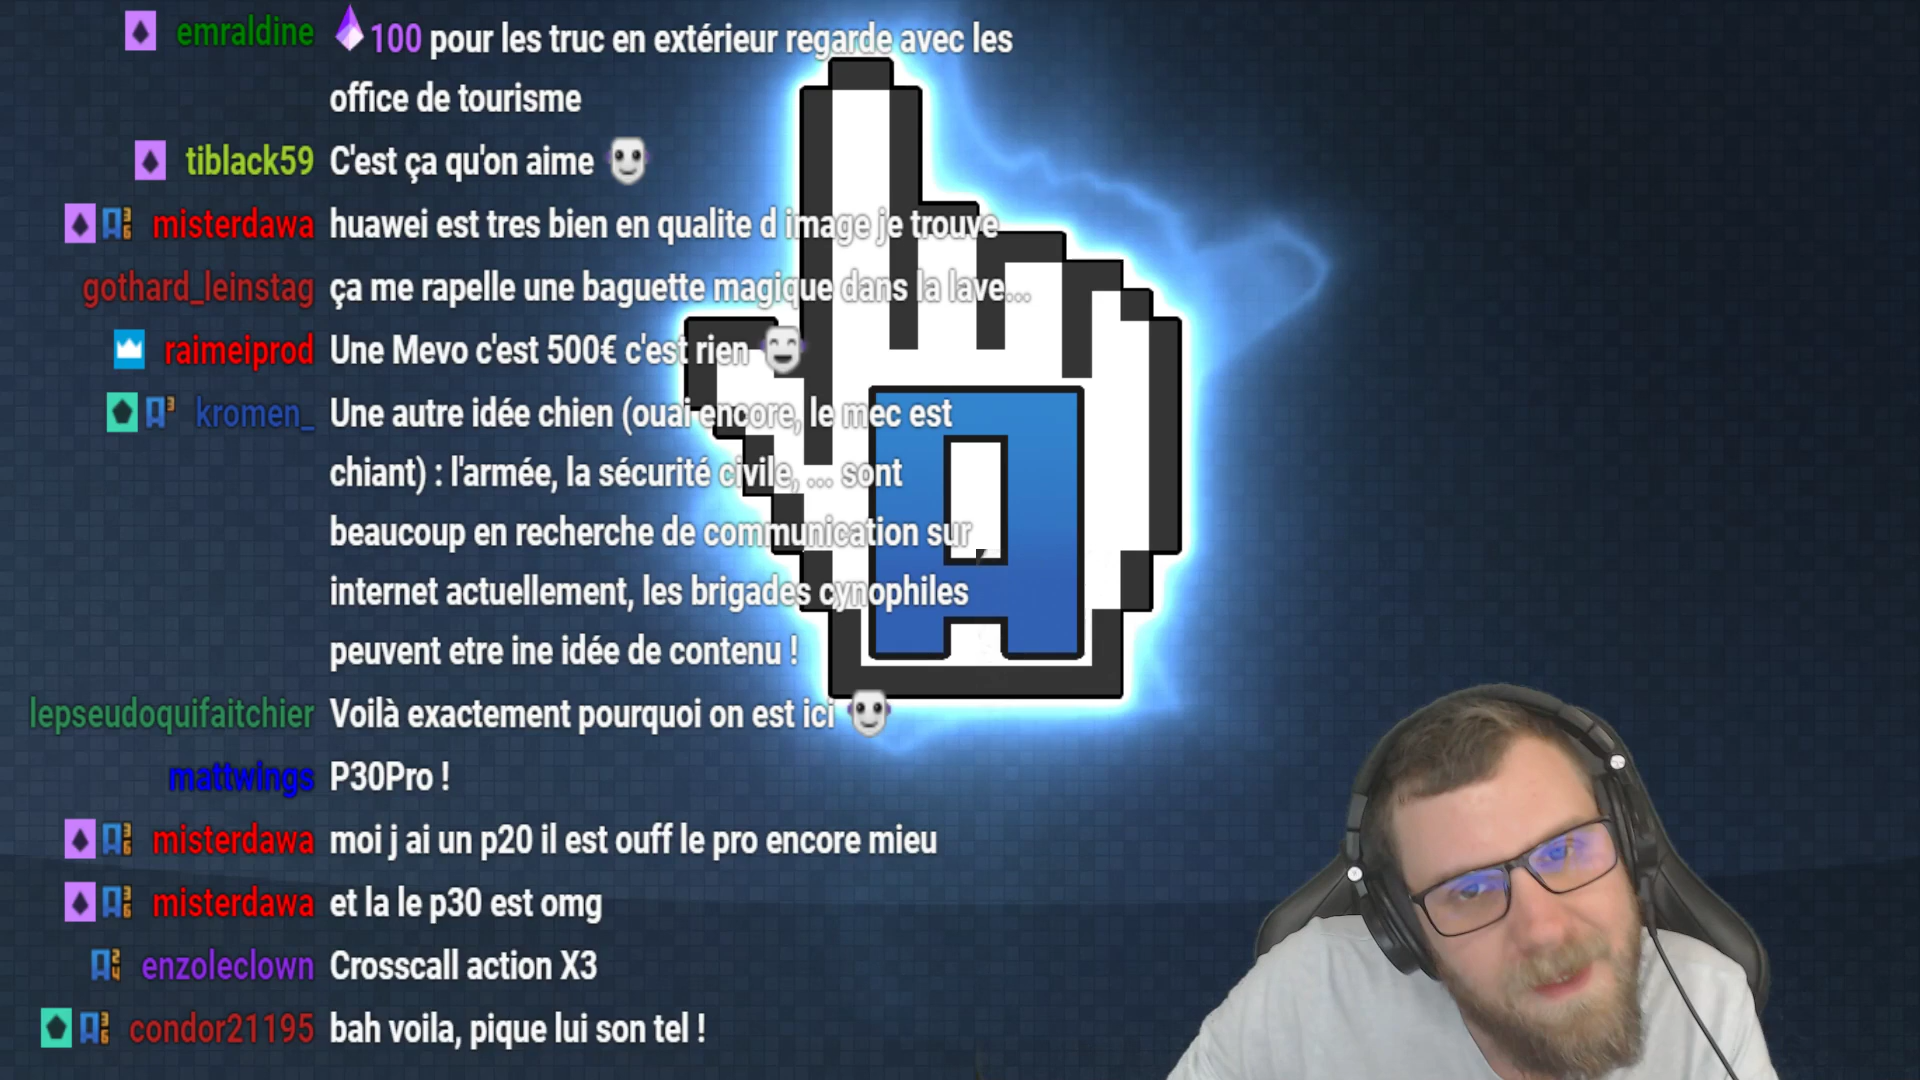 emraldine 100 pour les truc en extérieur regarde avec les
office de tourisme
tiblack59 C'est ça qu'on aime
misterdawa huawei est tres bien en qualite d image je trouve
gothard_leinstag ça me rapelle une baguette magique dans la lave...
raimeiprod Une Mevo c'est 500€ c'est rien
kromen_ Une autre idée chien (ouai encore, le mec est
chiant) : l'armée, la sécurité civile, ... sont
beaucoup en recherche de communication sur
internet actuellement, les brigades cynophiles
peuvent etre ine idée de contenu !
lepseudoquifaitchier Voilà exactement pourquoi on est ici
mattwings P30Pro !
misterdawa moi j ai un p20 il est ouff le pro encore mieu
misterdawa et la le p30 est omg
enzoleclown Crosscall action X3
condor21195 bah voila, pique lui son tel !